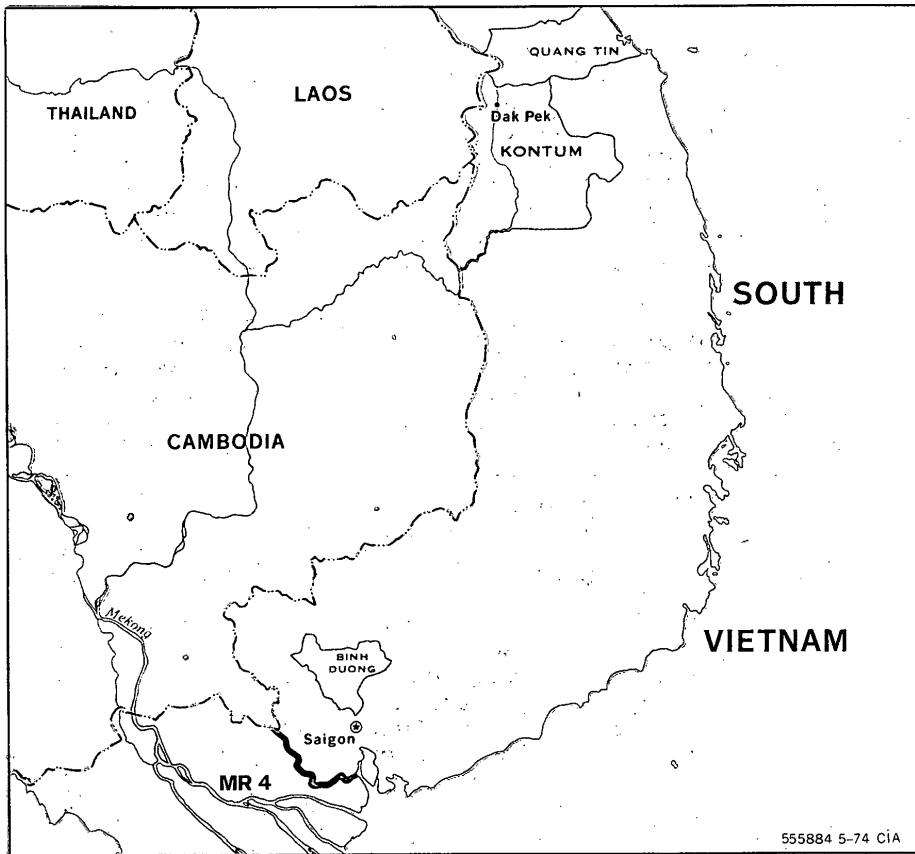 QUANG TIN
LAOS
THAILAND
Dak Pek
KONTUM
SOUTH
CAMBODIA
Mekong
VIETNAM
BINH
DUONG
Saigon
MR 4
555884 5-74 CIA